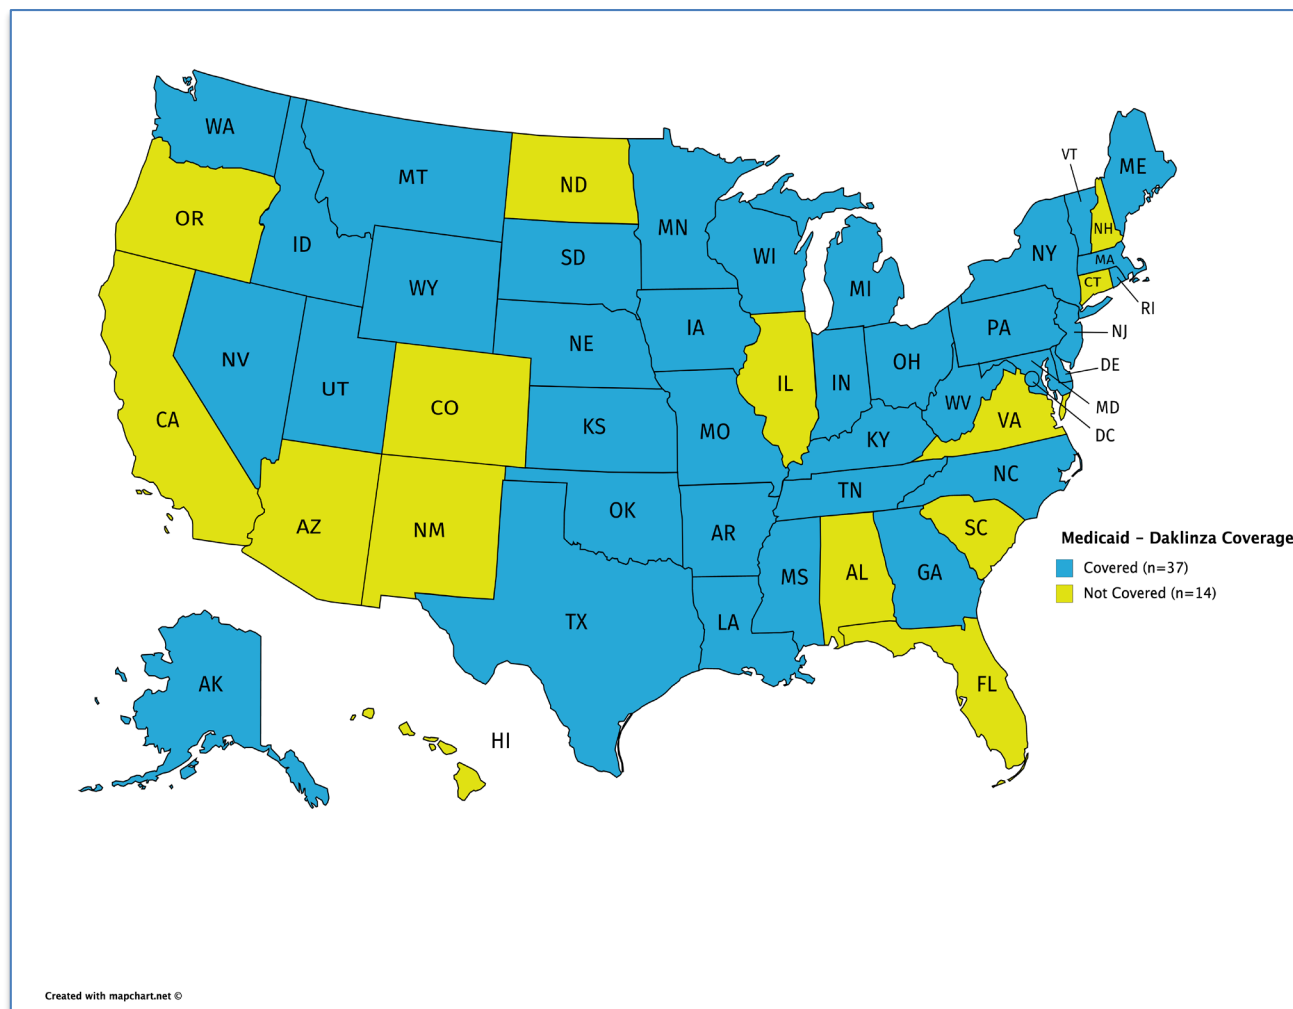 WA
MT
ND
MN
OR
ID
SD
WI
WY
MI
VT
ME
NH
NY
MA
CT
RI
NJ
PA
DE
MD
DC
IA
NE
NV
UT
CO
IL
IN
OH
WV
VA
CA
KS
MO
KY
NC
TN
AZ
NM
OK
AR
SC
MS
AL
GA
TX
LA
FL
AK
HI
Medicaid – Daklinza Coverage
Covered (n=37)
Not Covered (n=14)
Created with mapchart.net ©